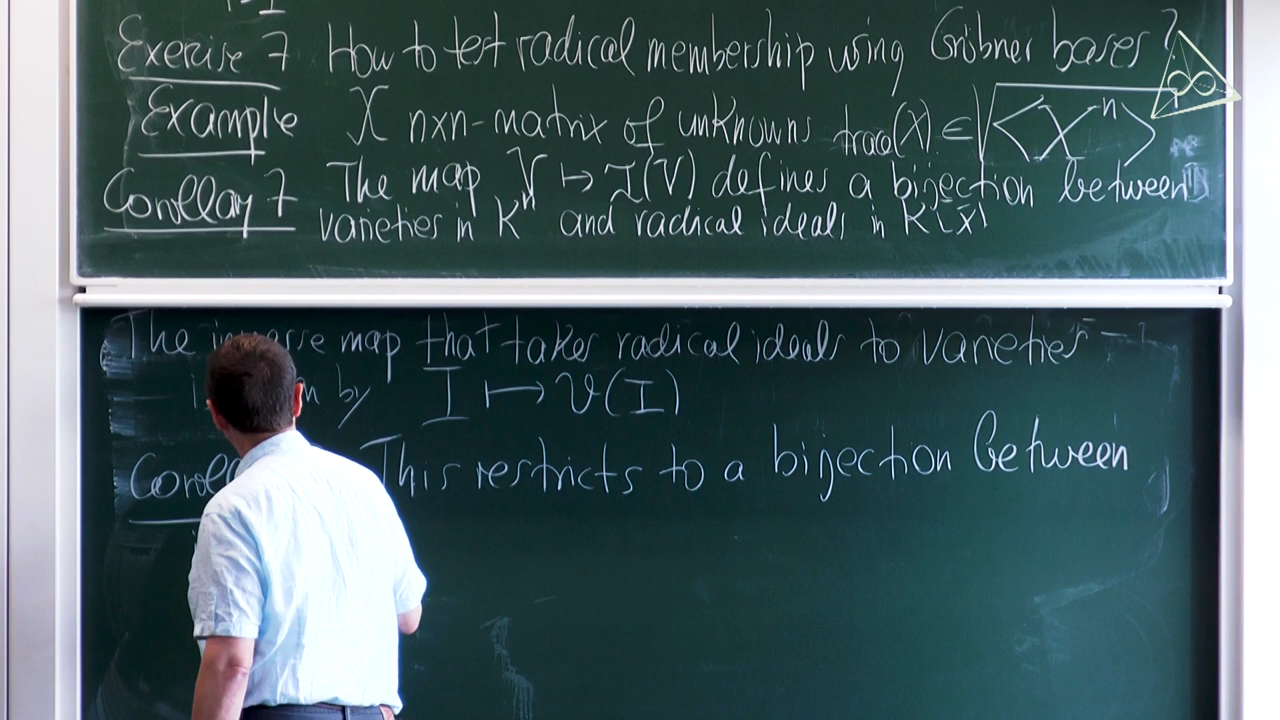 Exercise 7 How to test radical membership using Gröbner bases?
Example X nxn-matrix of unknowns trace(X) ∈ √<X^n>
Corollary 7 The map V ↦ I(V) defines a bijection between
varieties in K^n and radical ideals in K[x]
The inverse map that takes radical ideals to varieties
by I ↦ V(I)
This restricts to a bijection between